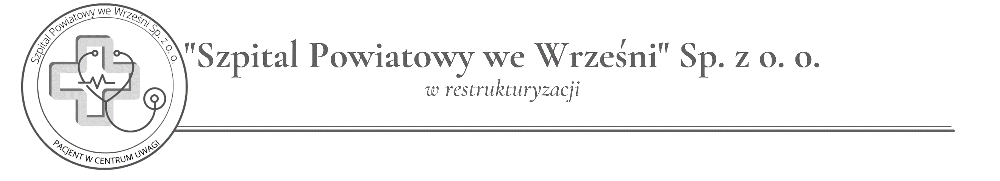 Szpital Powiatowy we Wrześni Sp. z o. o.
"Szpital Powiatowy we Wrześni" Sp. z o. o.
w restrukturyzacji
PACJENT W CENTRUM UWAGI